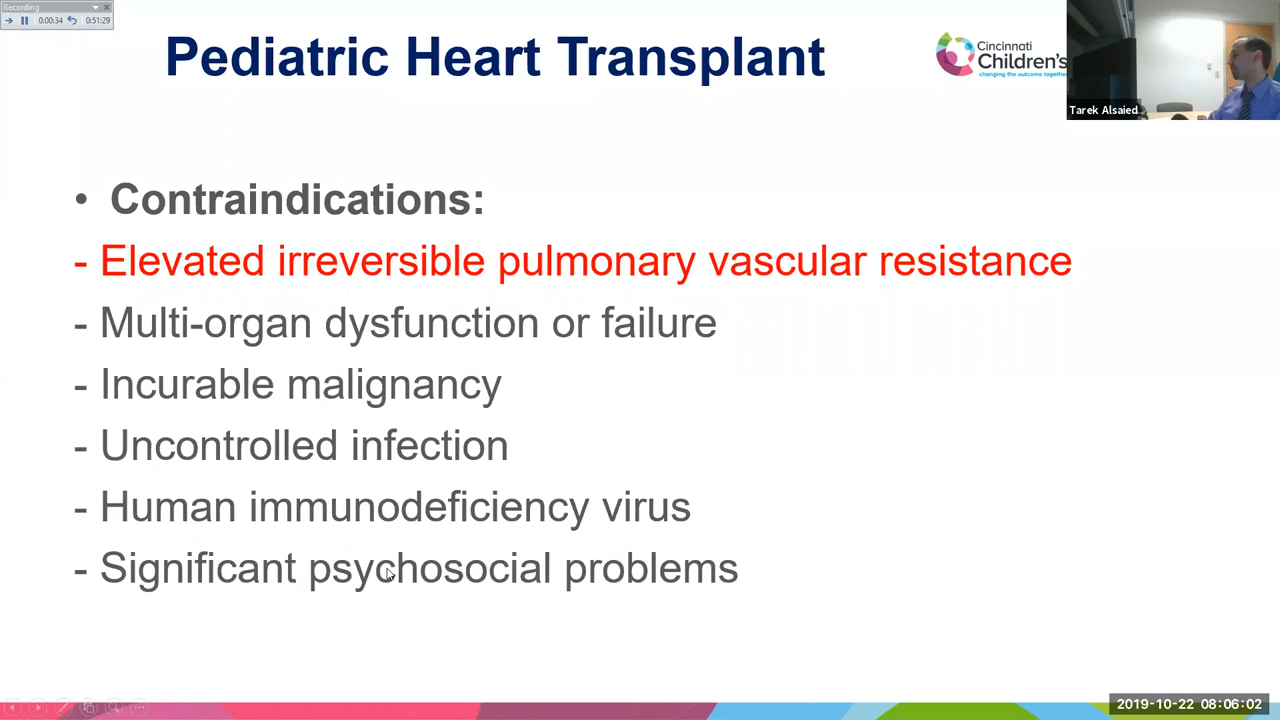 Recording
0:00:34
0:51:29
Pediatric Heart Transplant
Cincinnati
Children's
changing the outcome together
Tarek Alsaied
• Contraindications:
- Elevated irreversible pulmonary vascular resistance
- Multi-organ dysfunction or failure
- Incurable malignancy
- Uncontrolled infection
- Human immunodeficiency virus
- Significant psychosocial problems
2019-10-22 08:06:02